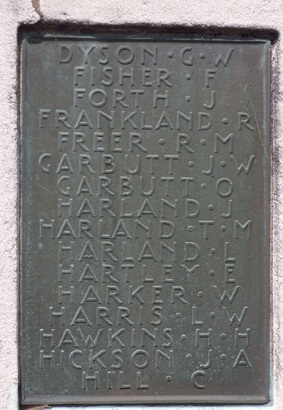 DYSON · G · W
FISHER · F
FORTH · J
FRANKLAND · R
FREER · R · M
GARBUTT · J · W
GARBUTT · O
HARLAND · J
HARLAND · T · M
HARLAND · L
HARTLEY · E
HARKER · W
HARRIS · L · W
HAWKINS · H · H
HICKSON · J · A
HILL · C